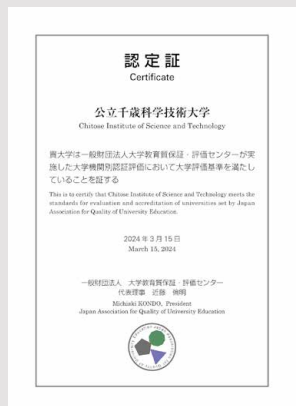 認定証
Certificate
公立千歳科学技術大学
Chitose Institute of Science and Technology
貴大学は一般財団法人大学教育質保証・評価センターが実
施した大学機関別認証評価において大学評価基準を満たし
ていることを証する
This is to certify that Chitose Institute of Science and Technology meets the
standards for evaluation and accreditation of universities set by Japan
Association for Quality of University Education.
2024年3月15日
March 15, 2024
一般財団法人 大学教育質保証・評価センター
代表理事 近藤 倫明
Michiaki KONDO, President
Japan Association for Quality of University Education